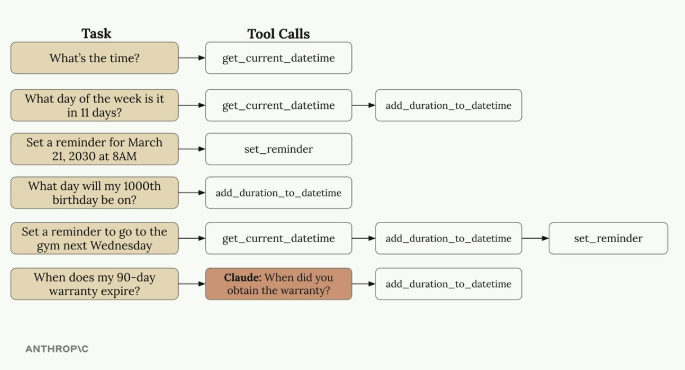 Task
Tool Calls
What's the time?
get_current_datetime
What day of the week is it
in 11 days?
get_current_datetime
add_duration_to_datetime
Set a reminder for March
21, 2030 at 8AM
set_reminder
What day will my 1000th
birthday be on?
add_duration_to_datetime
Set a reminder to go to the
gym next Wednesday
get_current_datetime
add_duration_to_datetime
set_reminder
When does my 90-day
warranty expire?
Claude: When did you
obtain the warranty?
add_duration_to_datetime
ANTHROP\C